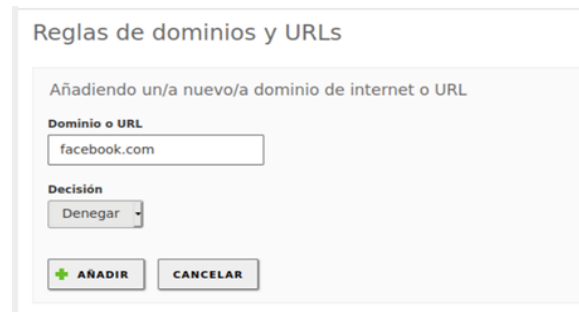 Reglas de dominios y URLs
Añadiendo un/a nuevo/a dominio de internet o URL
Dominio o URL
facebook.com
Decisión
Denegar
AÑADIR CANCELAR